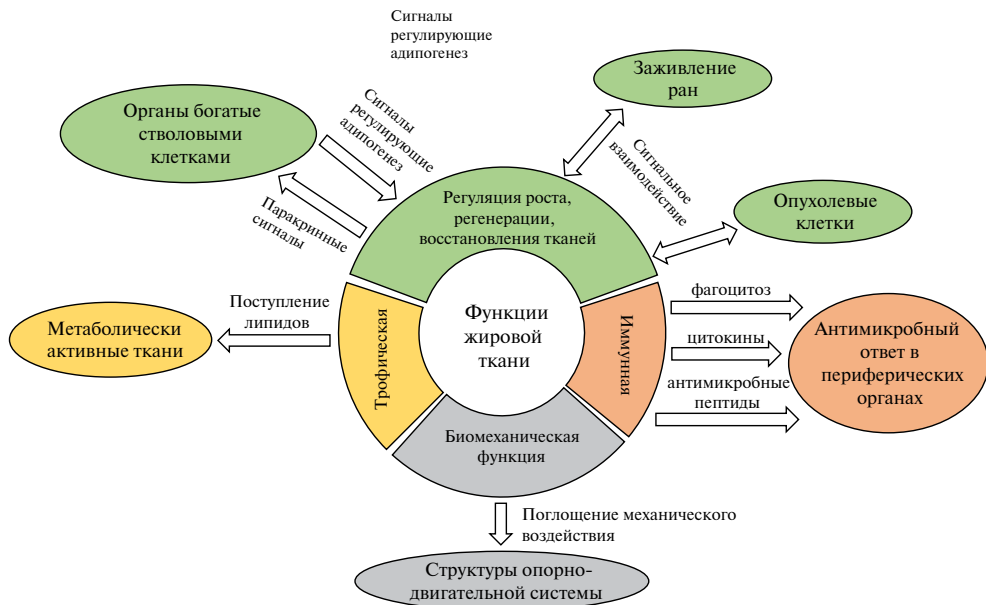 Сигналы
регулирующие
адипогенез
Заживление
ран
Органы богатые
стволовыми
клетками
Сигналы
регулирующие
адипогенез
Сигнальное
взаимодействие
Опухолевые
клетки
Паракринные
сигналы
Регуляция роста,
регенерации,
восстановления тканей
Поступление
липидов
Метаболически
активные ткани
Трофическая
Функции
жировой
ткани
Иммунная
фагоцитоз
цитокины
антимикробные
пептиды
Антимикробный
ответ в
периферических
органах
Биомеханическая
функция
Поглощение механического
воздействия
Структуры опорно-
двигательной системы